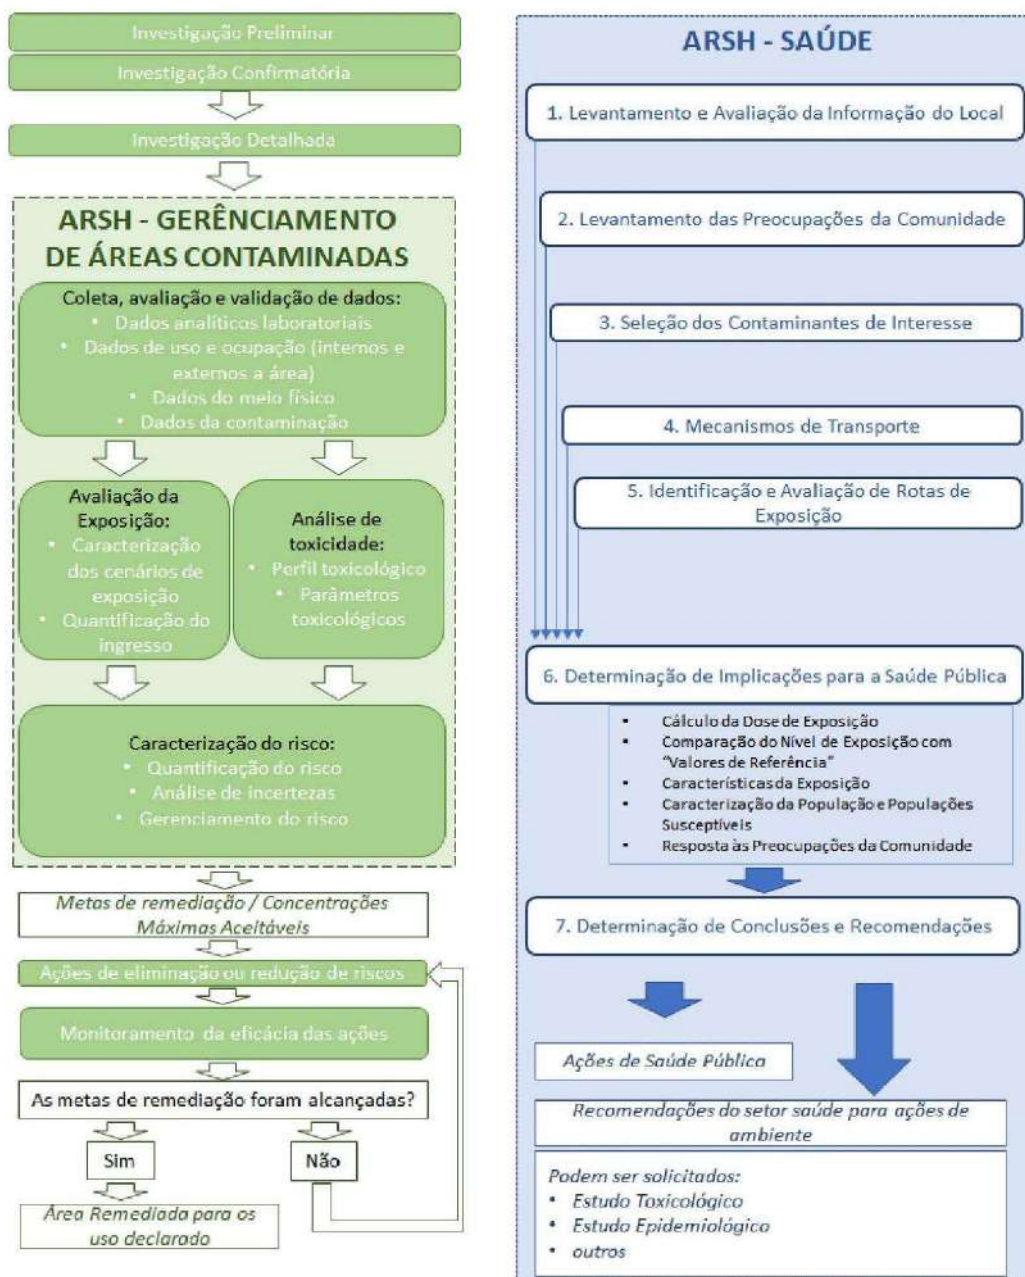 Investigação Preliminar
Investigação Confirmatória
Investigação Detalhada
ARSH - GERÊNCIAMENTO
DE ÁREAS CONTAMINADAS
Coleta, avaliação e validação de dados:
• Dados analíticos laboratoriais
• Dados de uso e ocupação (internos e
externos a área)
• Dados do meio físico
• Dados da contaminação
Avaliação da
Exposição:
• Caracterização
dos cenários de
exposição
• Quantificação do
ingresso
Análise de
toxicidade:
• Perfil toxicológico
• Parâmetros
toxicológicos
Caracterização do risco:
• Quantificação do risco
• Análise de incertezas
• Gerenciamento do risco
Metas de remediação / Concentrações
Máximas Aceitáveis
Ações de eliminação ou redução de riscos
Monitoramento da eficácia das ações
As metas de remediação foram alcançadas?
Sim
Não
Área Remediada para os
uso declarado
ARSH - SAÚDE
1. Levantamento e Avaliação da Informação do Local
2. Levantamento das Preocupações da Comunidade
3. Seleção dos Contaminantes de Interesse
4. Mecanismos de Transporte
5. Identificação e Avaliação de Rotas de
Exposição
6. Determinação de Implicações para a Saúde Pública
▪ Cálculo da Dose de Exposição
▪ Comparação do Nível de Exposição com
“Valores de Referência”
▪ Características da Exposição
▪ Caracterização da População e Populações
Susceptíveis
▪ Resposta às Preocupações da Comunidade
7. Determinação de Conclusões e Recomendações
Ações de Saúde Pública
Recomendações do setor saúde para ações de
ambiente
Podem ser solicitados:
• Estudo Toxicológico
• Estudo Epidemiológico
• outros